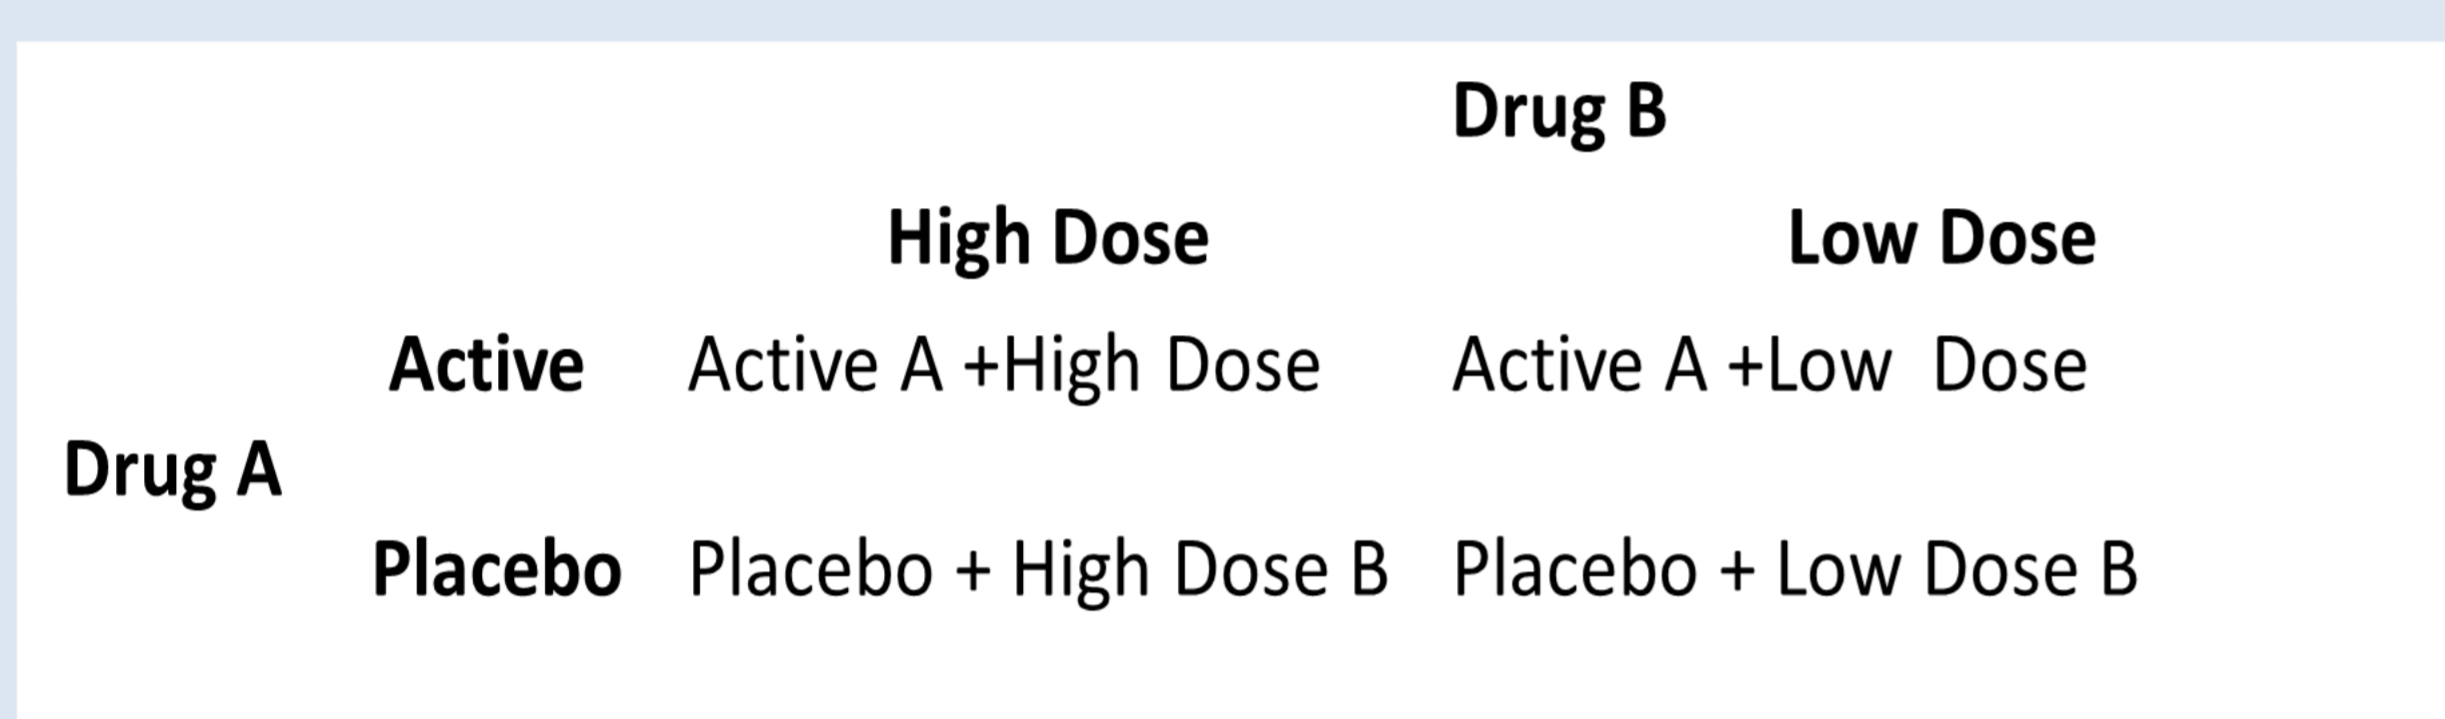 Drug B
High Dose Low Dose
Active Active A +High Dose Active A +Low  Dose
Drug A
Placebo Placebo + High Dose B Placebo + Low Dose B